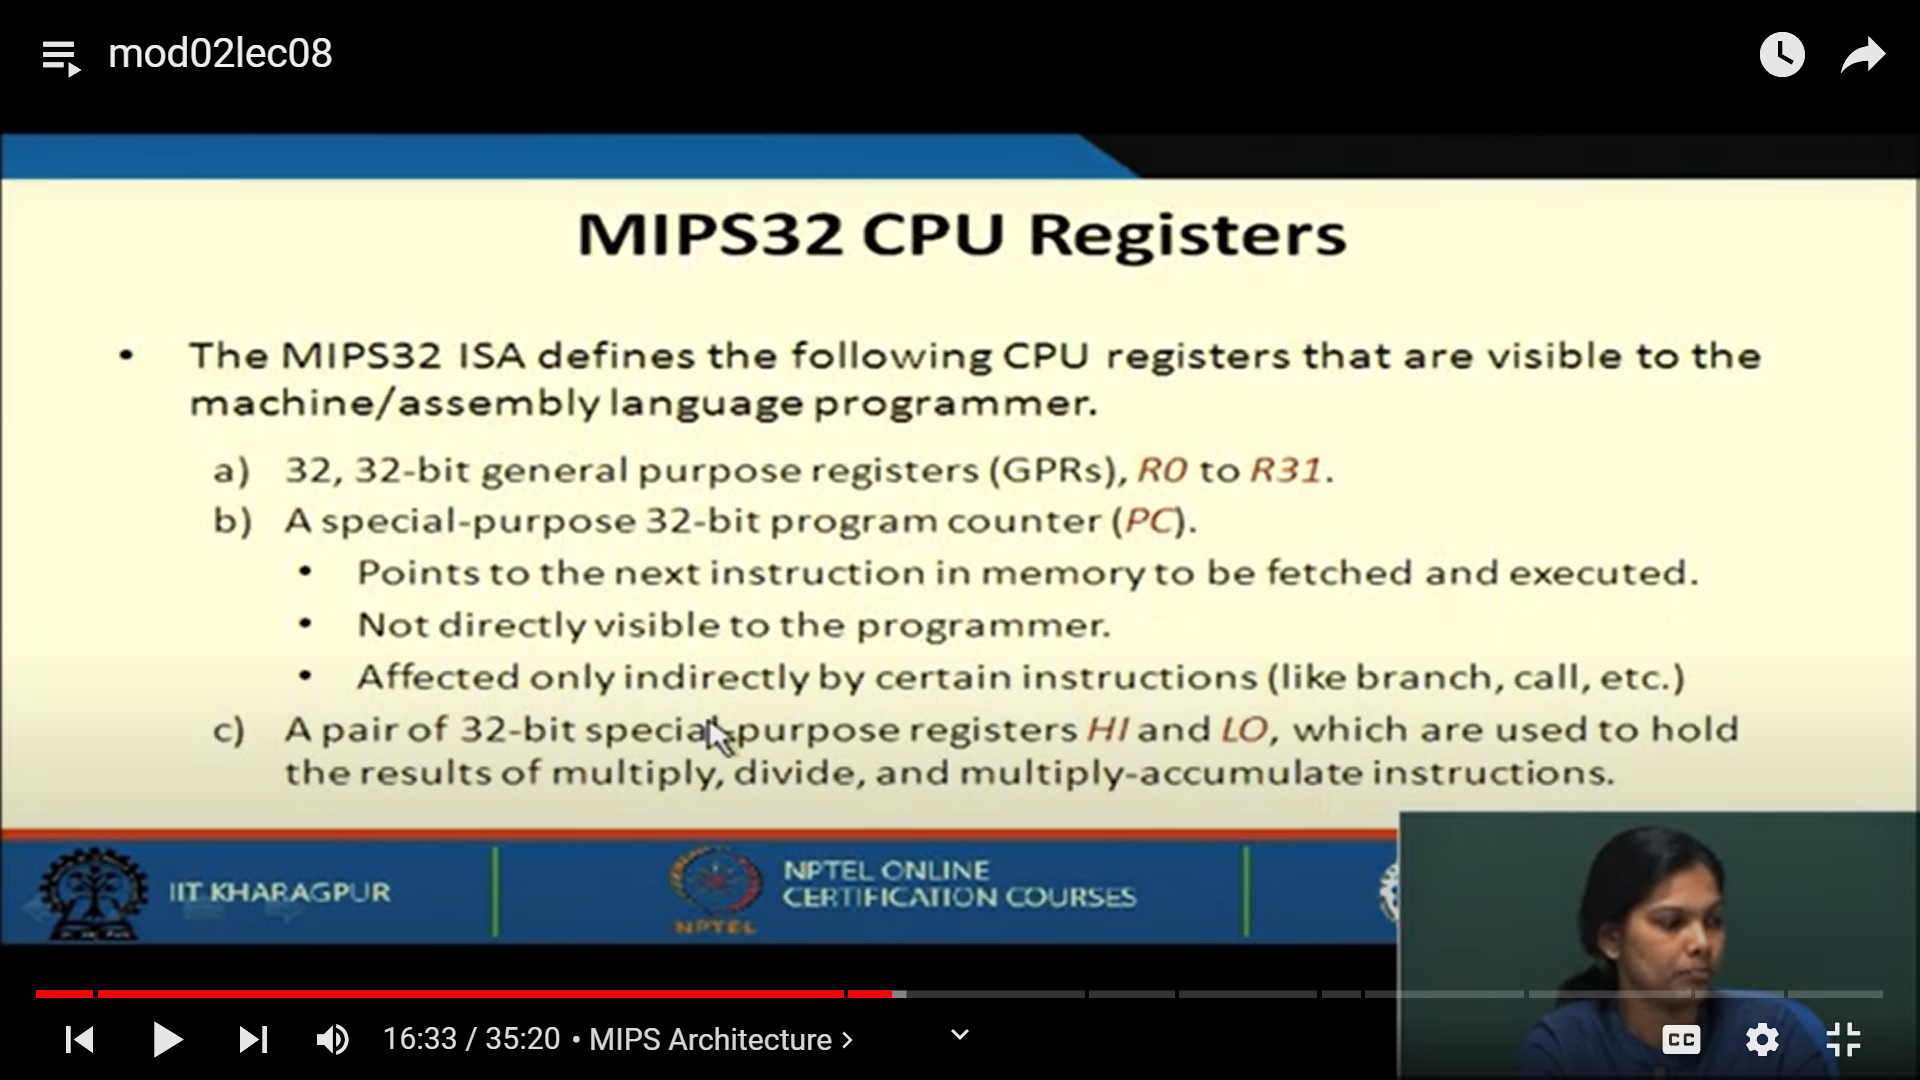 mod02lec08
MIPS32 CPU Registers
• The MIPS32 ISA defines the following CPU registers that are visible to the
machine/assembly language programmer.
a) 32, 32-bit general purpose registers (GPRs), R0 to R31.
b) A special-purpose 32-bit program counter (PC).
• Points to the next instruction in memory to be fetched and executed.
• Not directly visible to the programmer.
• Affected only indirectly by certain instructions (like branch, call, etc.)
c) A pair of 32-bit special-purpose registers HI and LO, which are used to hold
the results of multiply, divide, and multiply-accumulate instructions.
IIT KHARAGPUR
NPTEL
NPTEL ONLINE
CERTIFICATION COURSES
16:33 / 35:20 • MIPS Architecture ›
CC